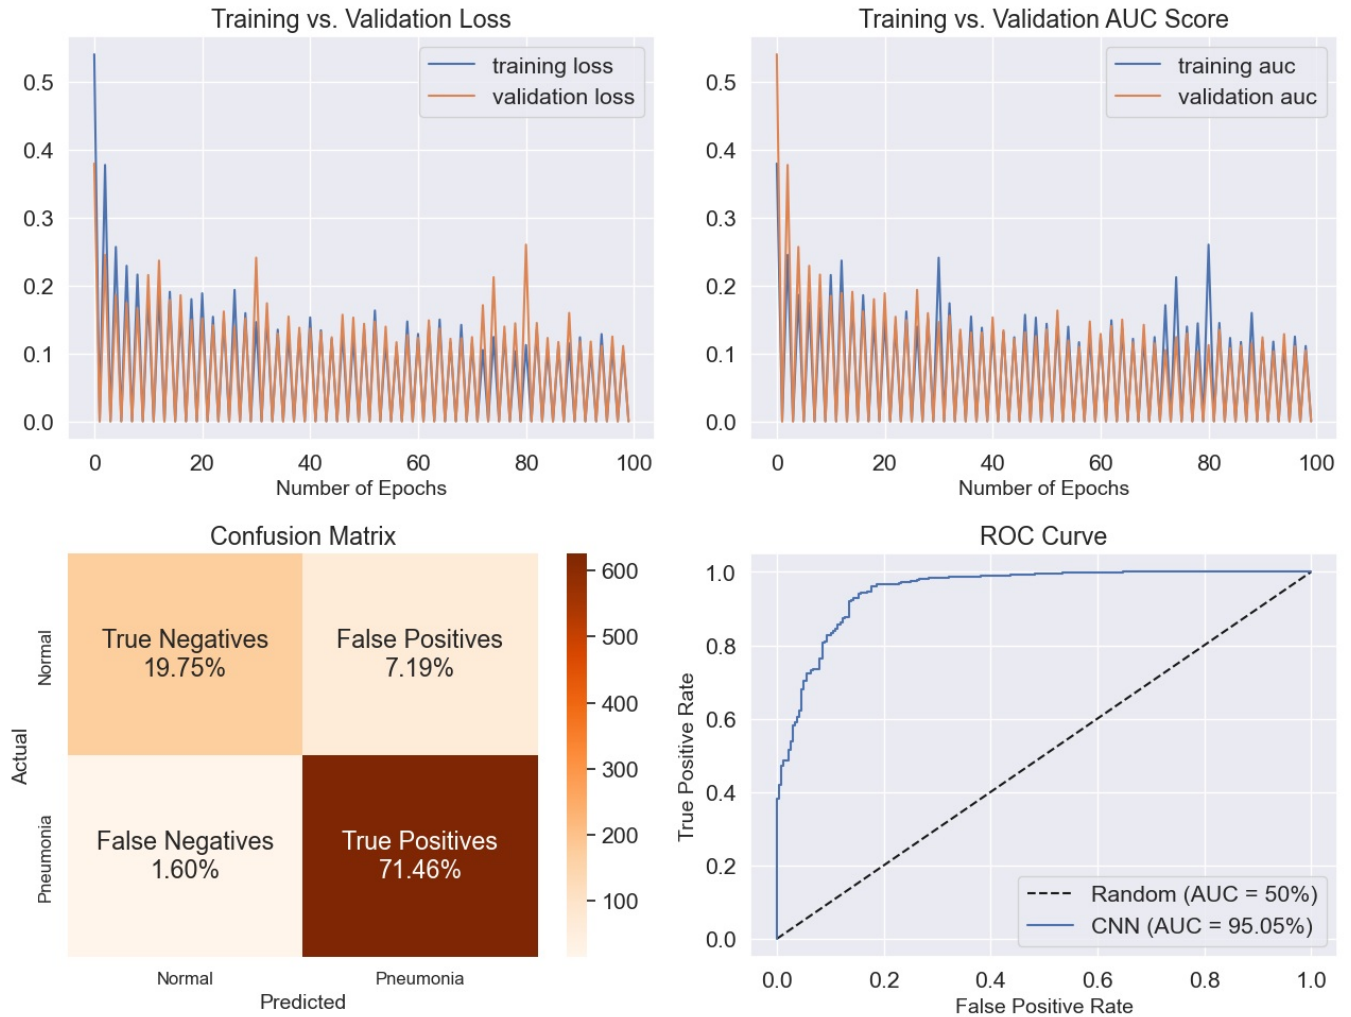 Training vs. Validation Loss
training loss
validation loss
0.5
0.4
0.3
0.2
0.1
0.0
0 20 40 60 80 100
Number of Epochs
Training vs. Validation AUC Score
training auc
validation auc
0.5
0.4
0.3
0.2
0.1
0.0
0 20 40 60 80 100
Number of Epochs
Confusion Matrix
Actual
Normal
Pneumonia
True Negatives
19.75%
False Positives
7.19%
False Negatives
1.60%
True Positives
71.46%
Normal Pneumonia
Predicted
600
500
400
300
200
100
ROC Curve
True Positive Rate
1.0
0.8
0.6
0.4
0.2
0.0
Random (AUC = 50%)
CNN (AUC = 95.05%)
0.0 0.2 0.4 0.6 0.8 1.0
False Positive Rate